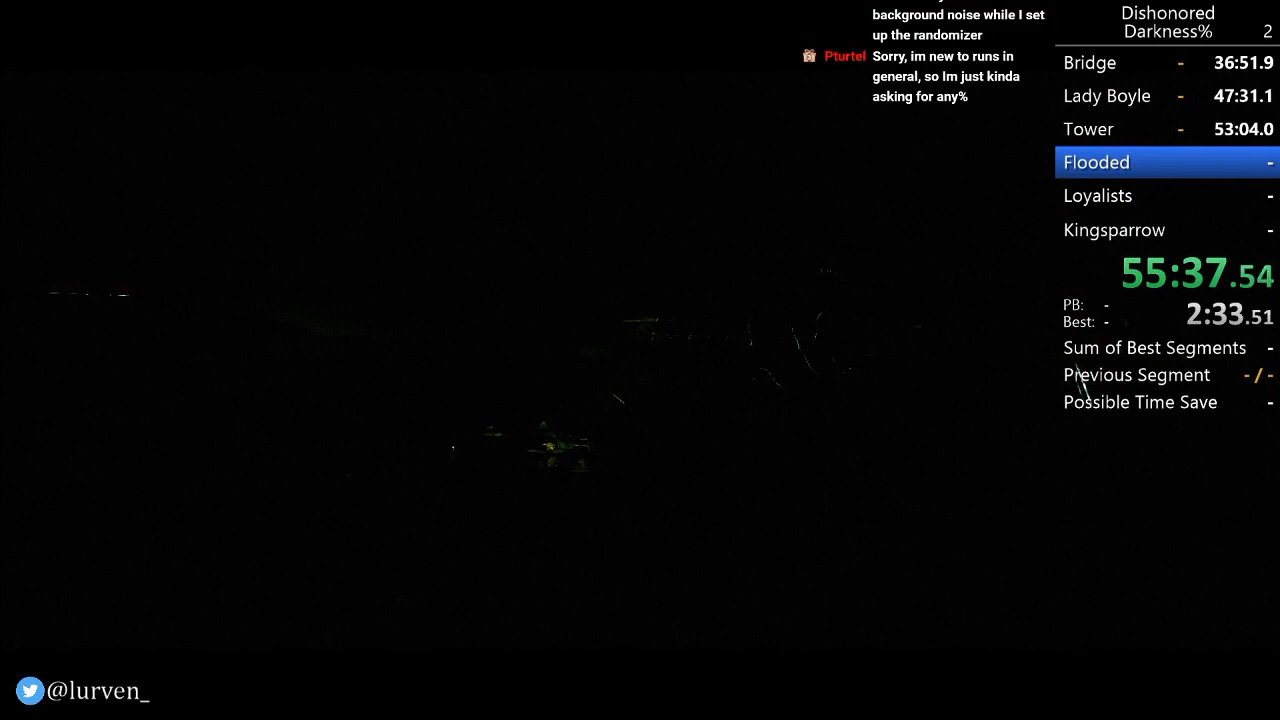 background noise while I set
up the randomizer
Pturtel Sorry, im new to runs in
general, so Im just kinda
asking for any%
Dishonored
Darkness% 2
Bridge - 36:51.9
Lady Boyle - 47:31.1
Tower - 53:04.0
Flooded -
Loyalists -
Kingsparrow -
55:37.54
PB: -
Best: - 2:33.51
Sum of Best Segments -
Previous Segment - / -
Possible Time Save -
@lurven_